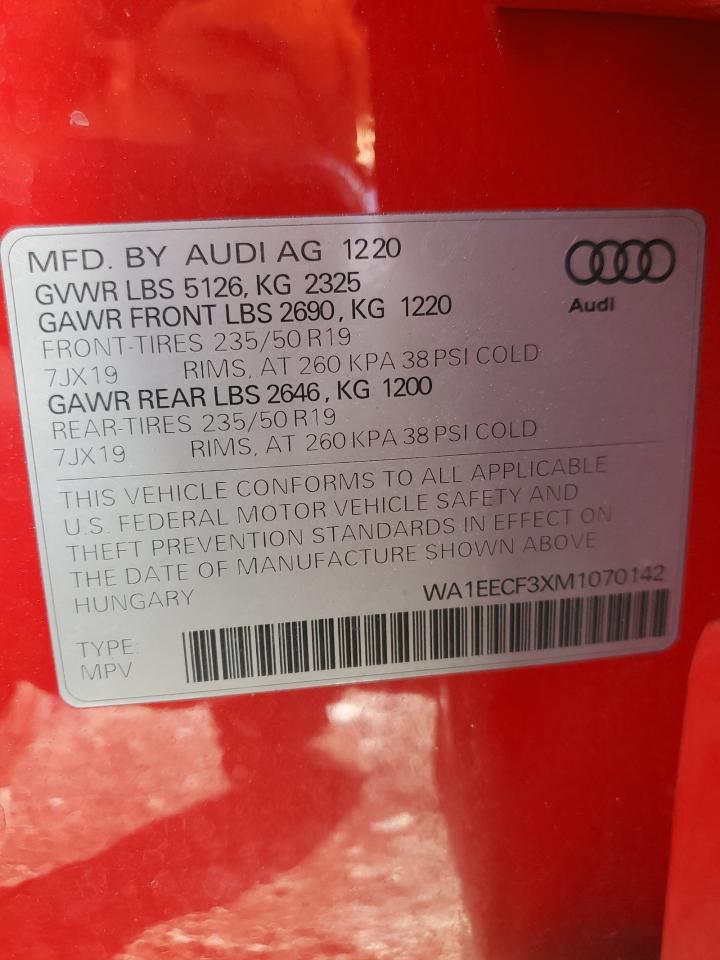 MFD. BY AUDI AG 1220
GVWR LBS 5126, KG 2325
GAWR FRONT LBS 2690, KG 1220
FRONT-TIRES 235/50 R19
7JX19 RIMS, AT 260 KPA 38 PSI COLD
GAWR REAR LBS 2646, KG 1200
REAR-TIRES 235/50 R19
7JX19 RIMS, AT 260 KPA 38 PSI COLD
Audi
THIS VEHICLE CONFORMS TO ALL APPLICABLE
U.S. FEDERAL MOTOR VEHICLE SAFETY AND
THEFT PREVENTION STANDARDS IN EFFECT ON
THE DATE OF MANUFACTURE SHOWN ABOVE
HUNGARY WA1EECF3XM1070142
TYPE:
MPV